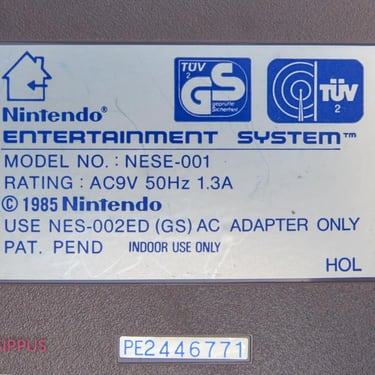 TÜV
2
GS
geprüfte
Sicherheit
TÜV
2
Nintendo®
ENTERTAINMENT SYSTEM™
MODEL NO. : NESE-001
RATING : AC9V 50Hz 1.3A
© 1985 Nintendo
USE NES-002ED (GS) AC ADAPTER ONLY
PAT. PEND INDOOR USE ONLY
HOL
PE2446771